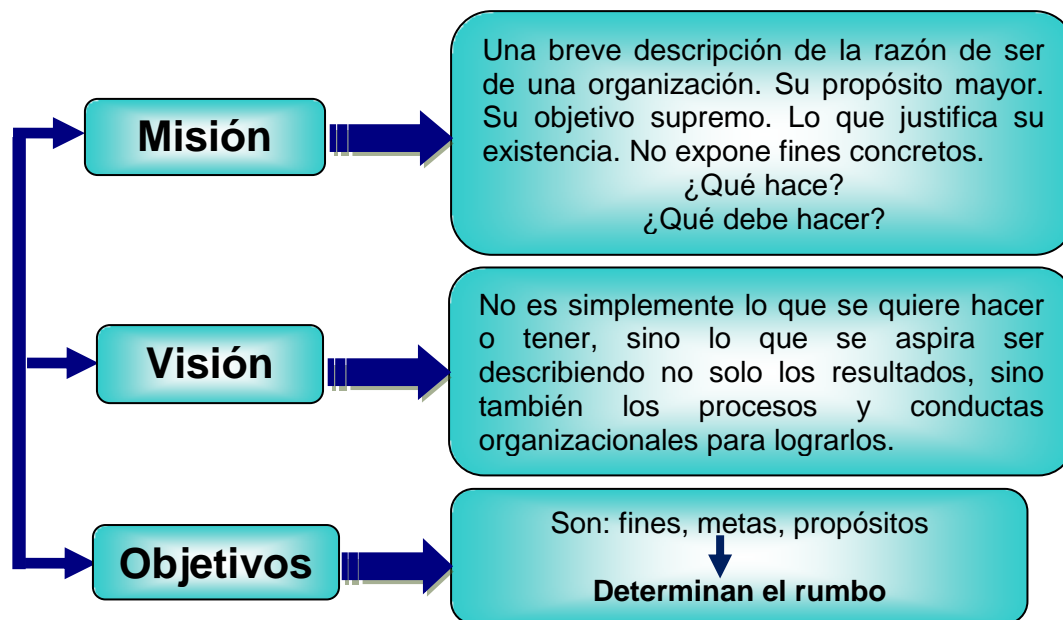 Misión
Una breve descripción de la razón de ser
de una organización. Su propósito mayor.
Su objetivo supremo. Lo que justifica su
existencia. No expone fines concretos.
¿Qué hace?
¿Qué debe hacer?
Visión
No es simplemente lo que se quiere hacer
o tener, sino lo que se aspira ser
describiendo no solo los resultados, sino
también los procesos y conductas
organizacionales para lograrlos.
Objetivos
Son: fines, metas, propósitos
Determinan el rumbo